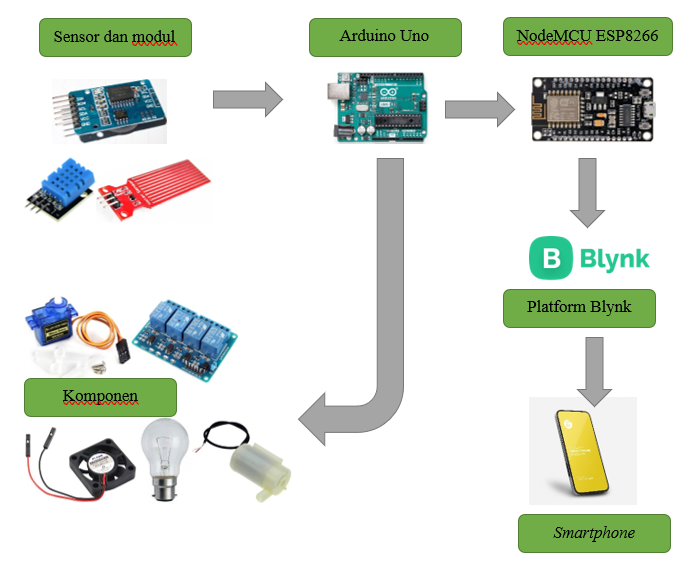 Sensor dan modul
Arduino Uno
NodeMCU ESP8266
B Blynk
Platform Blynk
Komponen
Smartphone